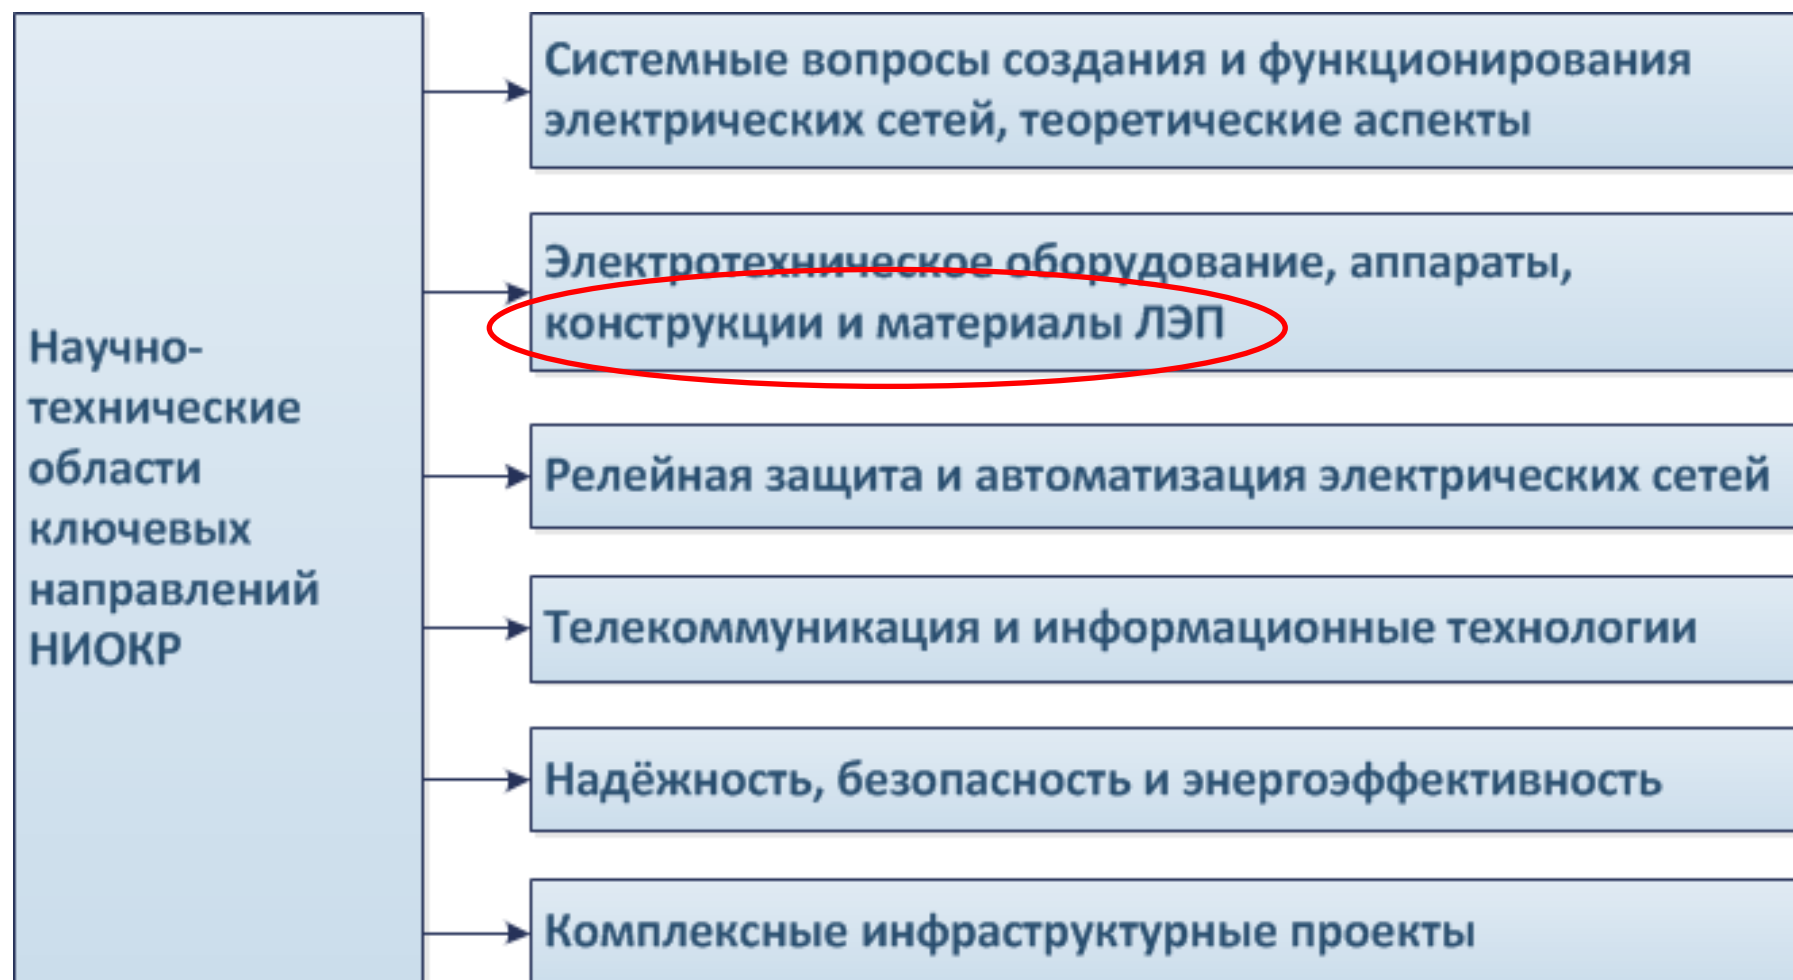 Научно-
технические
области
ключевых
направлений
НИОКР
Системные вопросы создания и функционирования
электрических сетей, теоретические аспекты
Электротехническое оборудование, аппараты,
конструкции и материалы ЛЭП
Релейная защита и автоматизация электрических сетей
Телекоммуникация и информационные технологии
Надёжность, безопасность и энергоэффективность
Комплексные инфраструктурные проекты